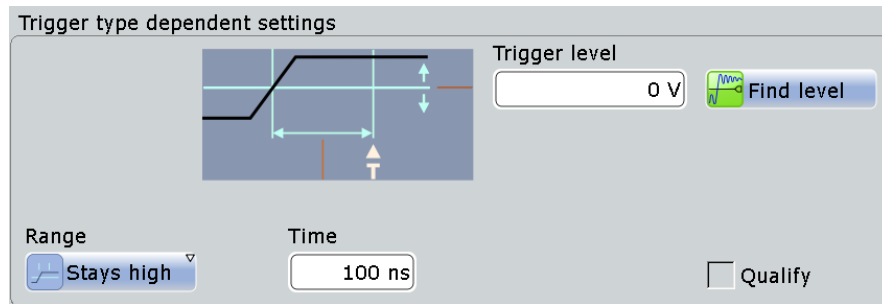 Trigger type dependent settings
Trigger level
0 V
Find level
T
Range
Time
Stays high
100 ns
Qualify